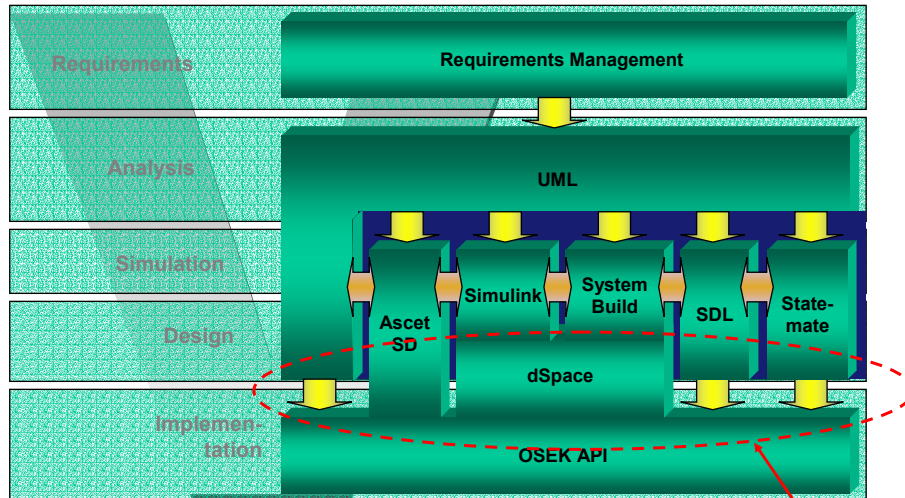 Requirements
Requirements Management
Analysis
UML
Simulation
Simulink
System
Build
State-
mate
SDL
Ascet
SD
Design
dSpace
Implemen-
tation
OSEK API